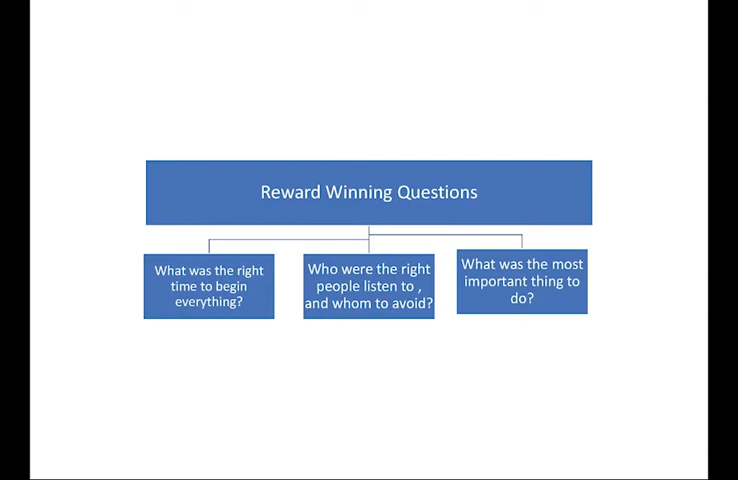 Reward Winning Questions
What was the right
time to begin
everything?
Who were the right
people listen to ,
and whom to avoid?
What was the most
important thing to
do?